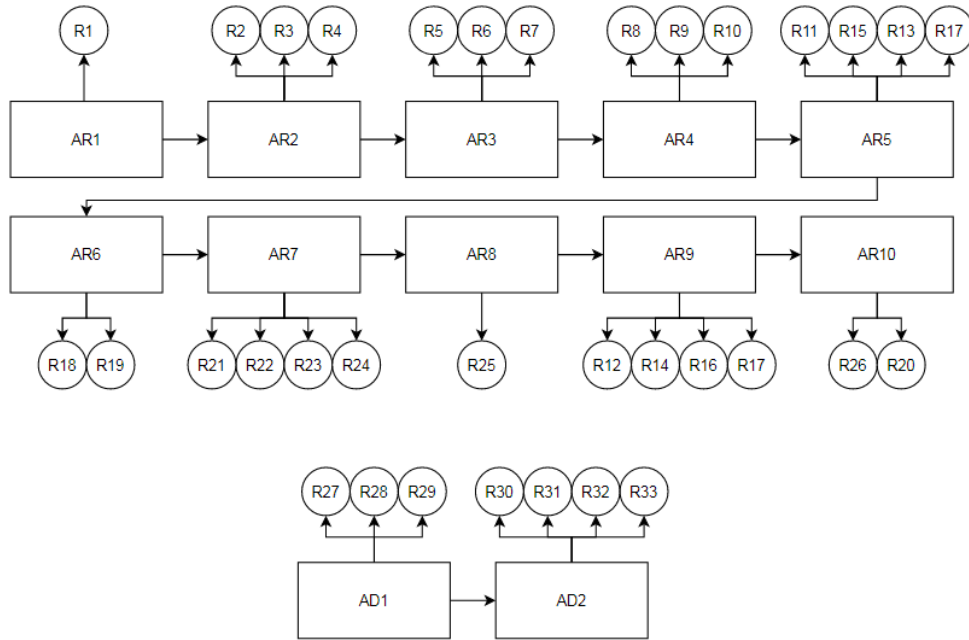 R1 R2 R3 R4 R5 R6 R7 R8 R9 R10 R11 R15 R13 R17
AR1 AR2 AR3 AR4 AR5
AR6 AR7 AR8 AR9 AR10
R18 R19 R21 R22 R23 R24 R25 R12 R14 R16 R17 R26 R20
R27 R28 R29 R30 R31 R32 R33
AD1 AD2